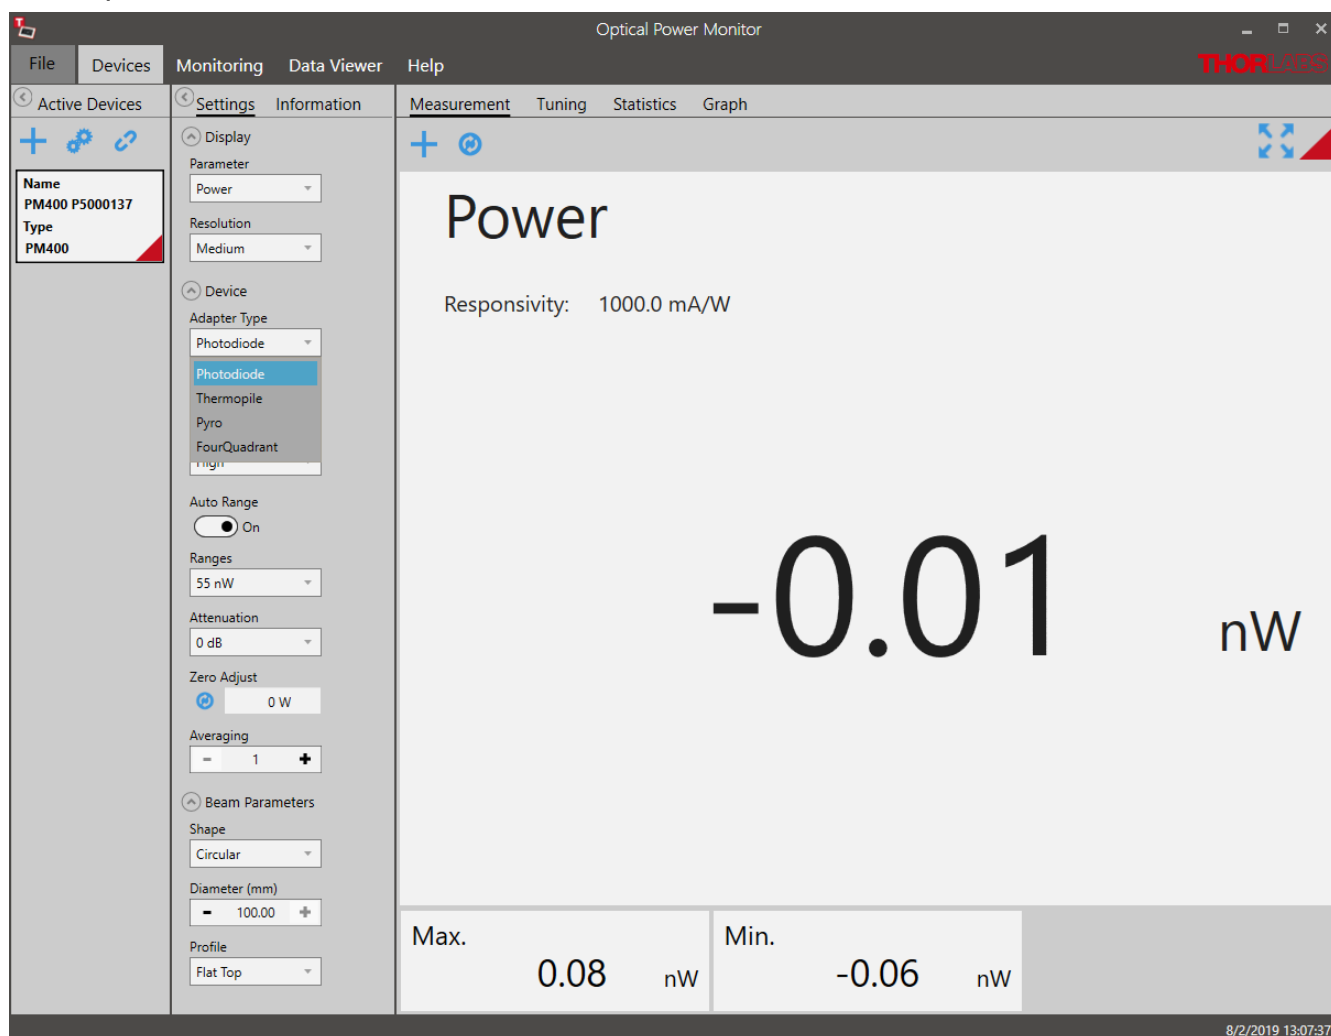 Optical Power Monitor
File Devices Monitoring Data Viewer Help
THORLABS
Active Devices
Name
PM400 P5000137
Type
PM400
Settings Information
Display
Parameter
Power
Resolution
Medium
Device
Adapter Type
Photodiode
Photodiode
Thermopile
Pyro
FourQuadrant
High
Auto Range
On
Ranges
55 nW
Attenuation
0 dB
Zero Adjust
0 W
Averaging
- 1 +
Beam Parameters
Shape
Circular
Diameter (mm)
- 100.00 +
Profile
Flat Top
Measurement Tuning Statistics Graph
Power
Responsivity: 1000.0 mA/W
-0.01 nW
Max.
0.08 nW
Min.
-0.06 nW
8/2/2019 13:07:37